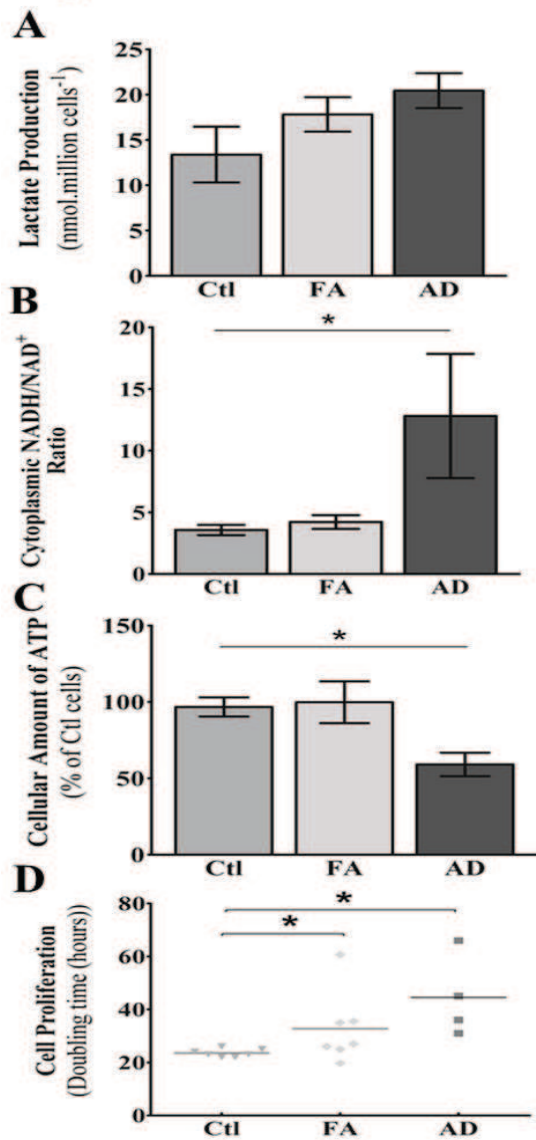 A
Lactate Production
(nmol.million cells⁻¹)
25
20
15
10
5
0
Ctl FA AD
B
*
Cytoplasmic NADH/NAD⁺
Ratio
20
15
10
5
0
Ctl FA AD
C
*
Cellular Amount of ATP
(% of Ctl cells)
150
100
50
0
Ctl FA AD
D
*
*
Cell Proliferation
(Doubling time (hours))
80
60
40
20
0
Ctl FA AD